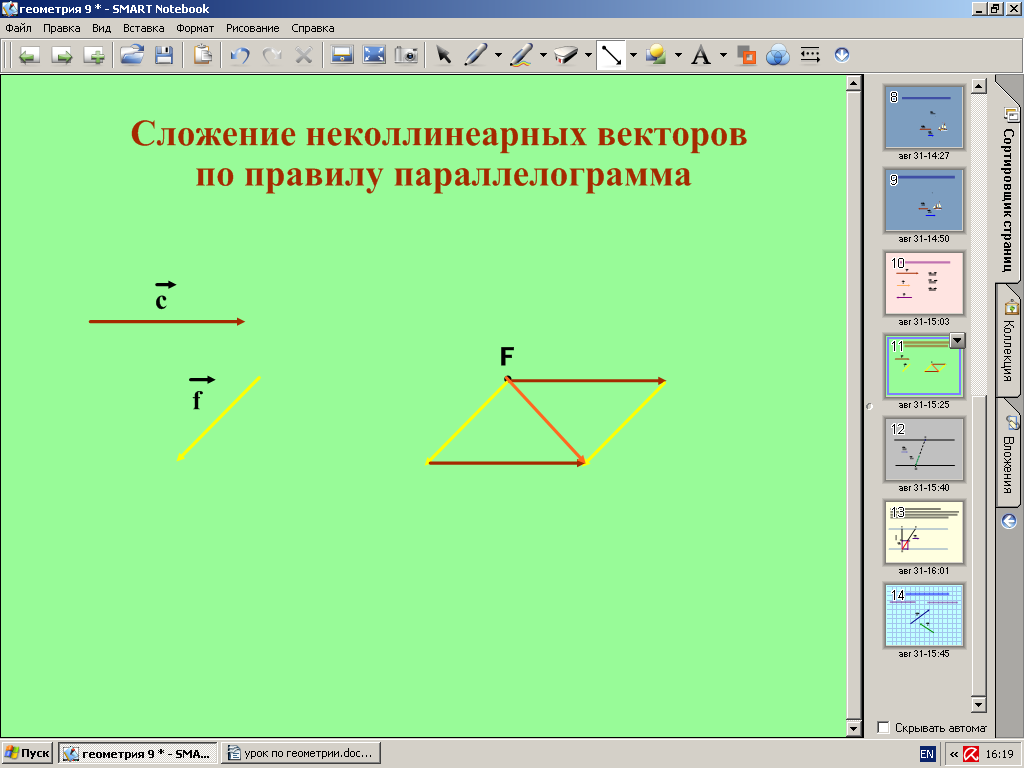 геометрия 9 * - SMART Notebook
Файл Правка Вид Вставка Формат Рисование Справка
Сложение неколлинеарных векторов
по правилу параллелограмма
c
f
F
8
авг 31-14:27
9
авг 31-14:50
10
авг 31-15:03
11
авг 31-15:25
12
авг 31-15:40
13
авг 31-16:01
14
авг 31-15:45
Сортировщик страниц
Коллекция
Вложения
Скрывать автомат
Пуск
геометрия 9 * - SMA...
урок по геометрии.doc...
EN
« 16:19